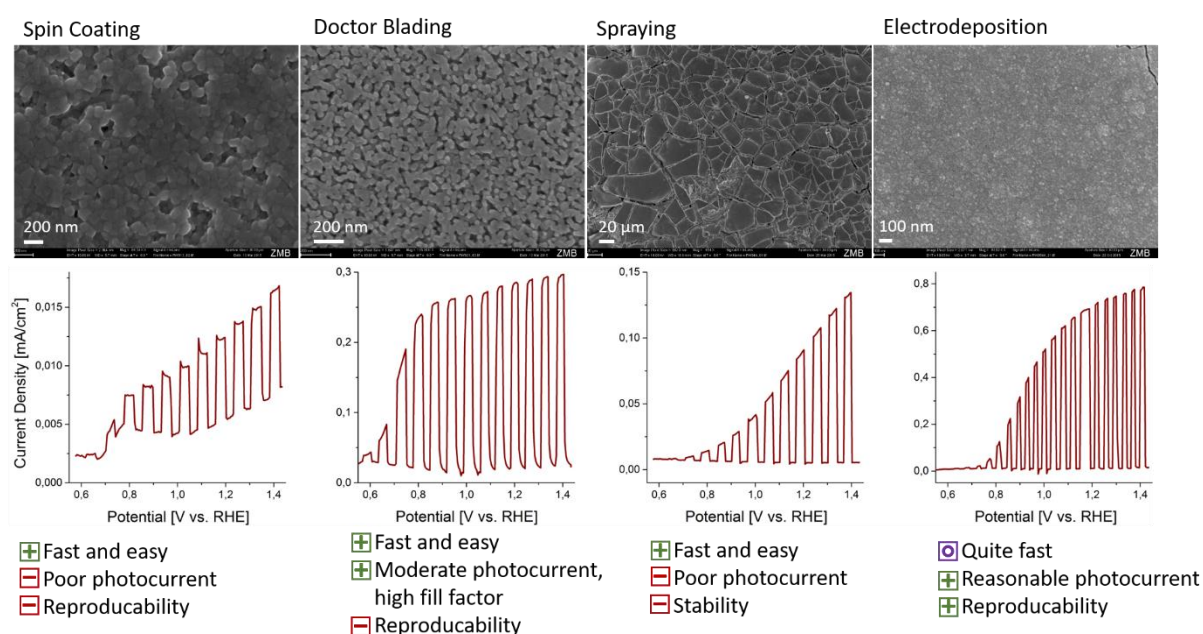 Spin Coating
Doctor Blading
Spraying
Electrodeposition
200 nm
ZMB
200 nm
ZMB
20 µm
ZMB
100 nm
ZMB
Current Density [mA/cm²]
0,015
0,010
0,005
0,000
0,6 0,8 1,0 1,2 1,4
Potential [V vs. RHE]
0,3
0,2
0,1
0,0
0,6 0,8 1,0 1,2 1,4
Potential [V vs. RHE]
0,15
0,10
0,05
0,00
0,6 0,8 1,0 1,2 1,4
Potential [V vs. RHE]
0,8
0,6
0,4
0,2
0,0
0,6 0,8 1,0 1,2 1,4
Potential [V vs. RHE]
Fast and easy
Poor photocurrent
Reproducability
Fast and easy
Moderate photocurrent,
high fill factor
Reproducability
Fast and easy
Poor photocurrent
Stability
Quite fast
Reasonable photocurrent
Reproducability